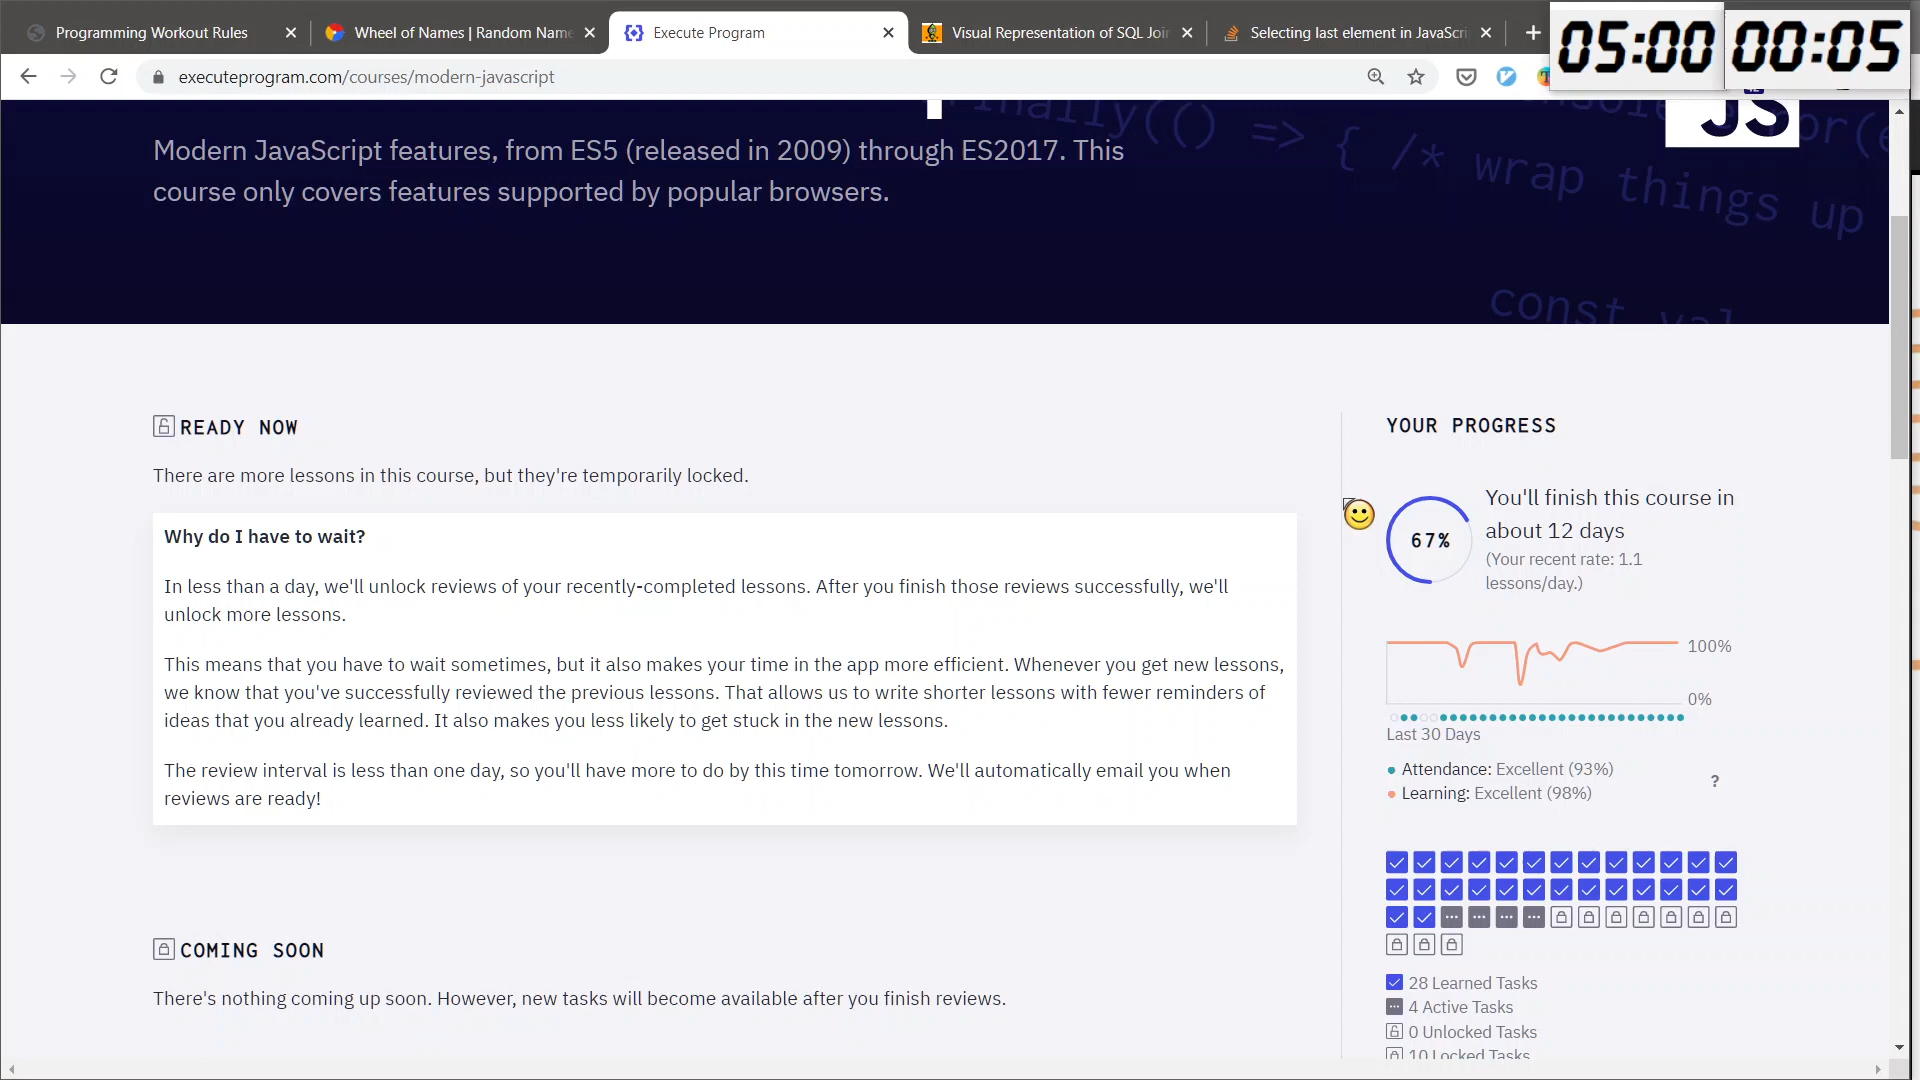 Programming Workout Rules
Wheel of Names | Random Name
Execute Program
Visual Representation of SQL Join
Selecting last element in JavaScri
05:00
00:05
executeprogram.com/courses/modern-javascript
finally(() => { /* wrap things up
JS
Modern JavaScript features, from ES5 (released in 2009) through ES2017. This
course only covers features supported by popular browsers.
const val
READY NOW
There are more lessons in this course, but they're temporarily locked.
Why do I have to wait?
In less than a day, we'll unlock reviews of your recently-completed lessons. After you finish those reviews successfully, we'll
unlock more lessons.
This means that you have to wait sometimes, but it also makes your time in the app more efficient. Whenever you get new lessons,
we know that you've successfully reviewed the previous lessons. That allows us to write shorter lessons with fewer reminders of
ideas that you already learned. It also makes you less likely to get stuck in the new lessons.
The review interval is less than one day, so you'll have more to do by this time tomorrow. We'll automatically email you when
reviews are ready!
COMING SOON
There's nothing coming up soon. However, new tasks will become available after you finish reviews.
YOUR PROGRESS
67%
You'll finish this course in
about 12 days
(Your recent rate: 1.1
lessons/day.)
100%
0%
Last 30 Days
Attendance: Excellent (93%)
Learning: Excellent (98%)
?
28 Learned Tasks
4 Active Tasks
0 Unlocked Tasks
10 Locked Tasks